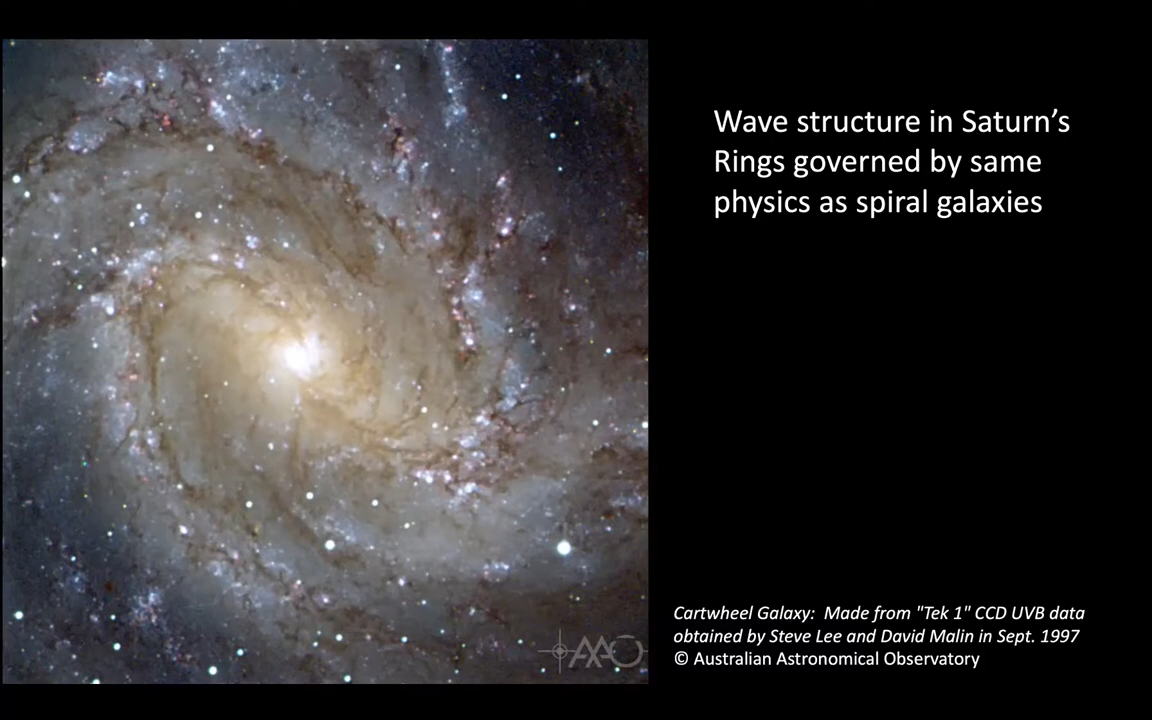 Wave structure in Saturn’s
Rings governed by same
physics as spiral galaxies
Cartwheel Galaxy:  Made from "Tek 1" CCD UVB data
obtained by Steve Lee and David Malin in Sept. 1997
© Australian Astronomical Observatory
AAO